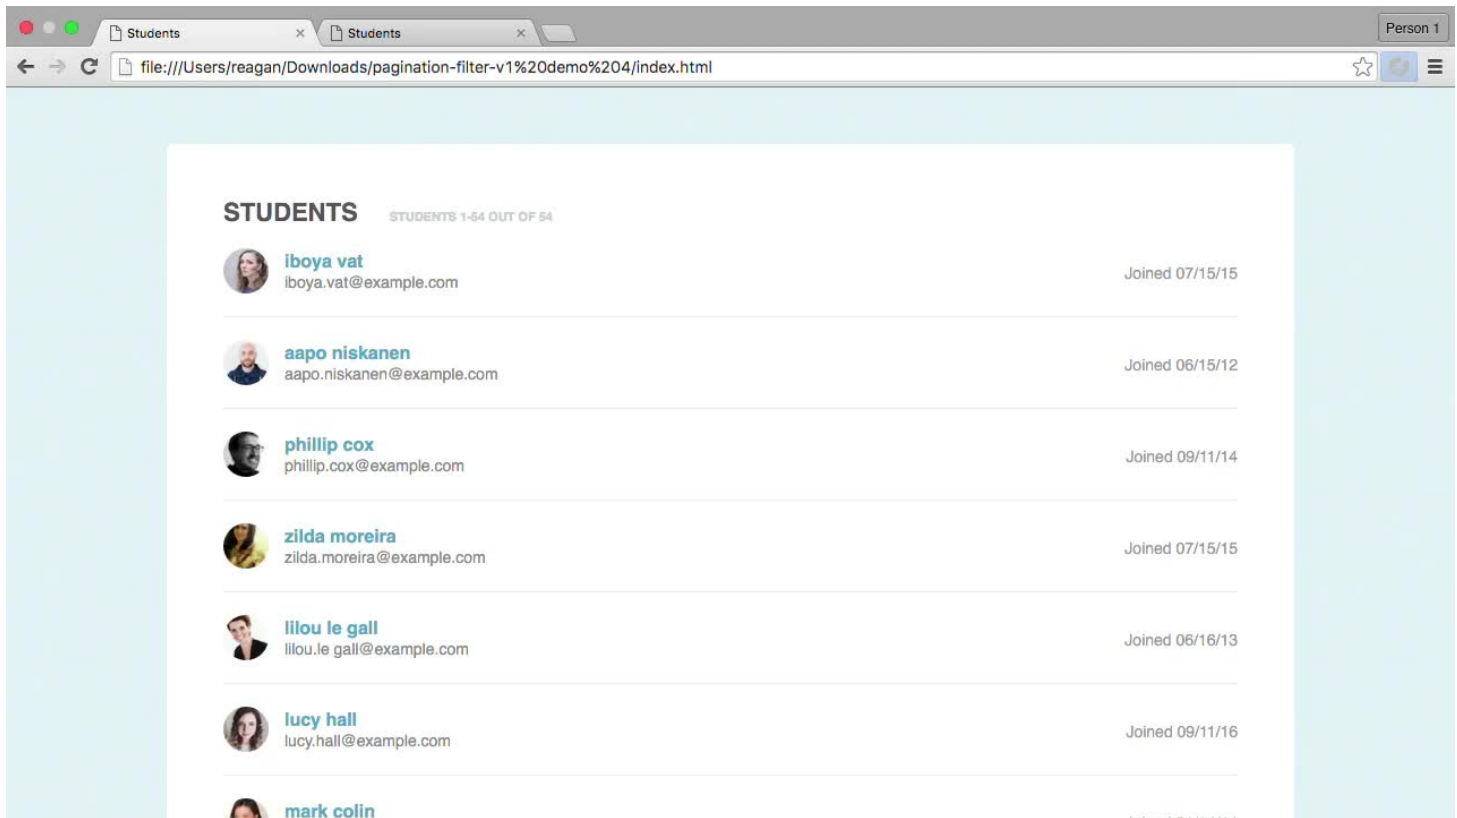 Students
Students
Person 1
file:///Users/reagan/Downloads/pagination-filter-v1%20demo%204/index.html
STUDENTS STUDENTS 1-54 OUT OF 54
iboya vat
iboya.vat@example.com
Joined 07/15/15
aapo niskanen
aapo.niskanen@example.com
Joined 06/15/12
phillip cox
phillip.cox@example.com
Joined 09/11/14
zilda moreira
zilda.moreira@example.com
Joined 07/15/15
lilou le gall
lilou.le gall@example.com
Joined 06/16/13
lucy hall
lucy.hall@example.com
Joined 09/11/16
mark colin